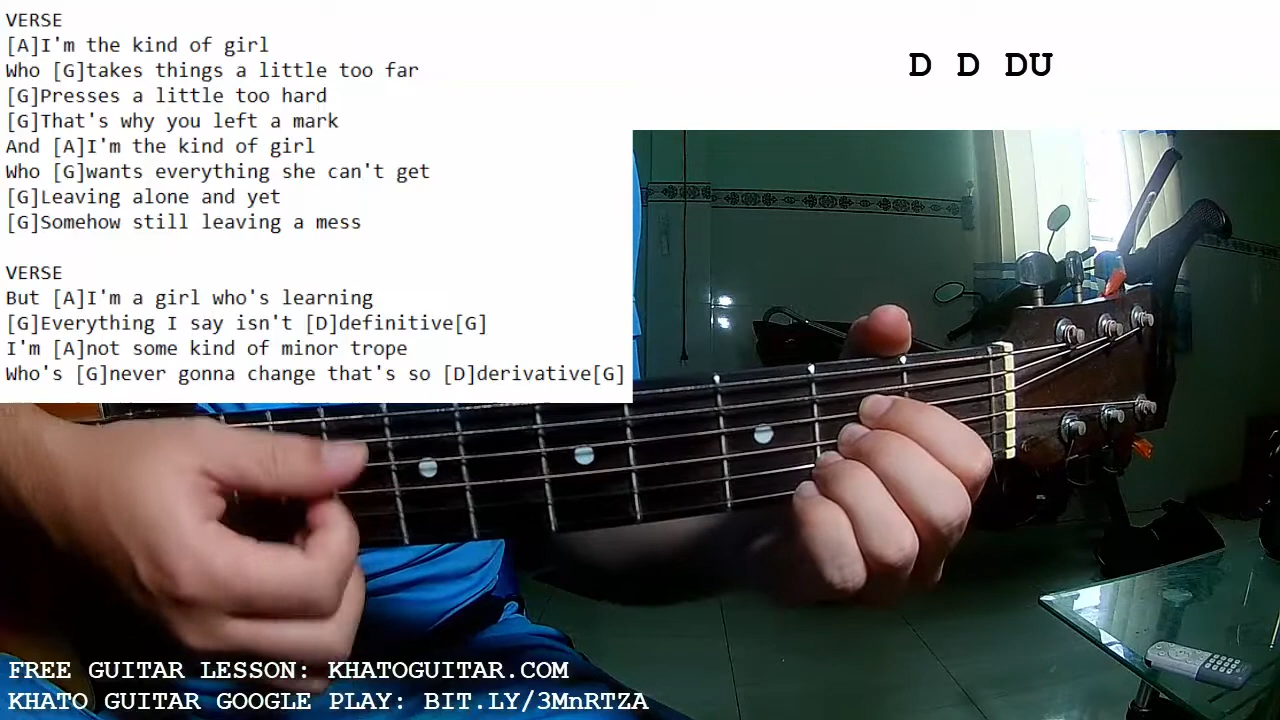 VERSE
[A]I'm the kind of girl
Who [G]takes things a little too far
[G]Presses a little too hard
[G]That's why you left a mark
And [A]I'm the kind of girl
Who [G]wants everything she can't get
[G]Leaving alone and yet
[G]Somehow still leaving a mess
VERSE
But [A]I'm a girl who's learning
[G]Everything I say isn't [D]definitive[G]
I'm [A]not some kind of minor trope
Who's [G]never gonna change that's so [D]derivative[G]
D D DU
FREE GUITAR LESSON: KHATOGUITAR.COM
KHATO GUITAR GOOGLE PLAY: BIT.LY/3MnRTZA